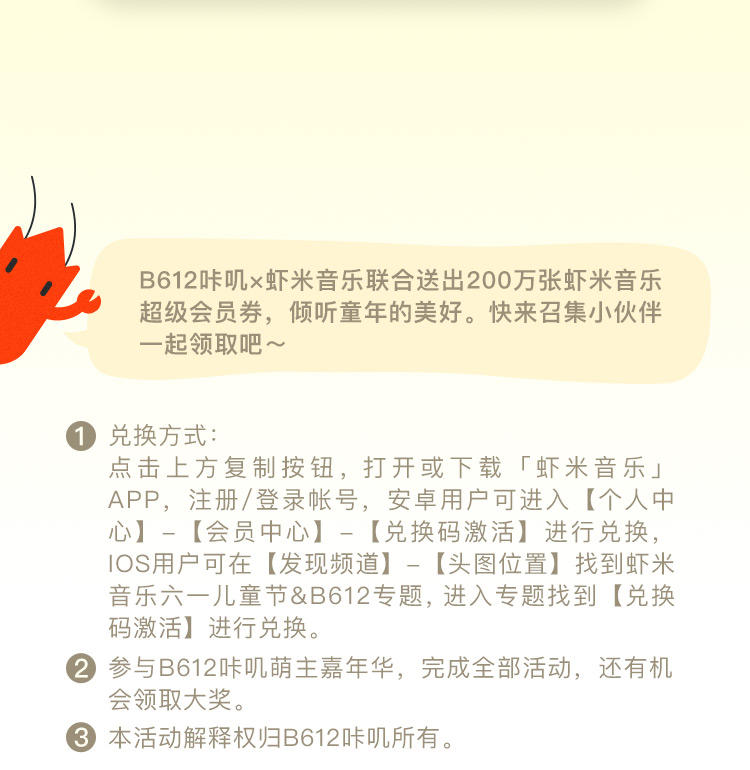 B612咔叽×虾米音乐联合送出200万张虾米音乐
超级会员券，倾听童年的美好。快来召集小伙伴
一起领取吧～
1 兑换方式：
点击上方复制按钮，打开或下载「虾米音乐」
APP，注册/登录帐号，安卓用户可进入【个人中
心】–【会员中心】–【兑换码激活】进行兑换，
IOS用户可在【发现频道】–【头图位置】找到虾米
音乐六一儿童节&B612专题，进入专题找到【兑换
码激活】进行兑换。
2 参与B612咔叽萌主嘉年华，完成全部活动，还有机
会领取大奖。
3 本活动解释权归B612咔叽所有。